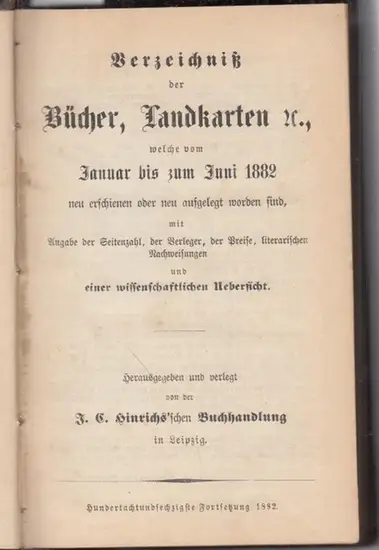 Verzeichniß
der
Bücher, Landkarten ꝛc.,
welche vom
Januar bis zum Juni 1882
neu erschienen oder neu aufgelegt worden sind,
mit
Angabe der Seitenzahl, der Verleger, der Preise, literarischen
Nachweisungen
und
einer wissenschaftlichen Uebersicht.
Herausgegeben und verlegt
von der
J. C. Hinrichs'schen Buchhandlung
in Leipzig.
Hundertachtundsechzigste Fortsetzung 1882.